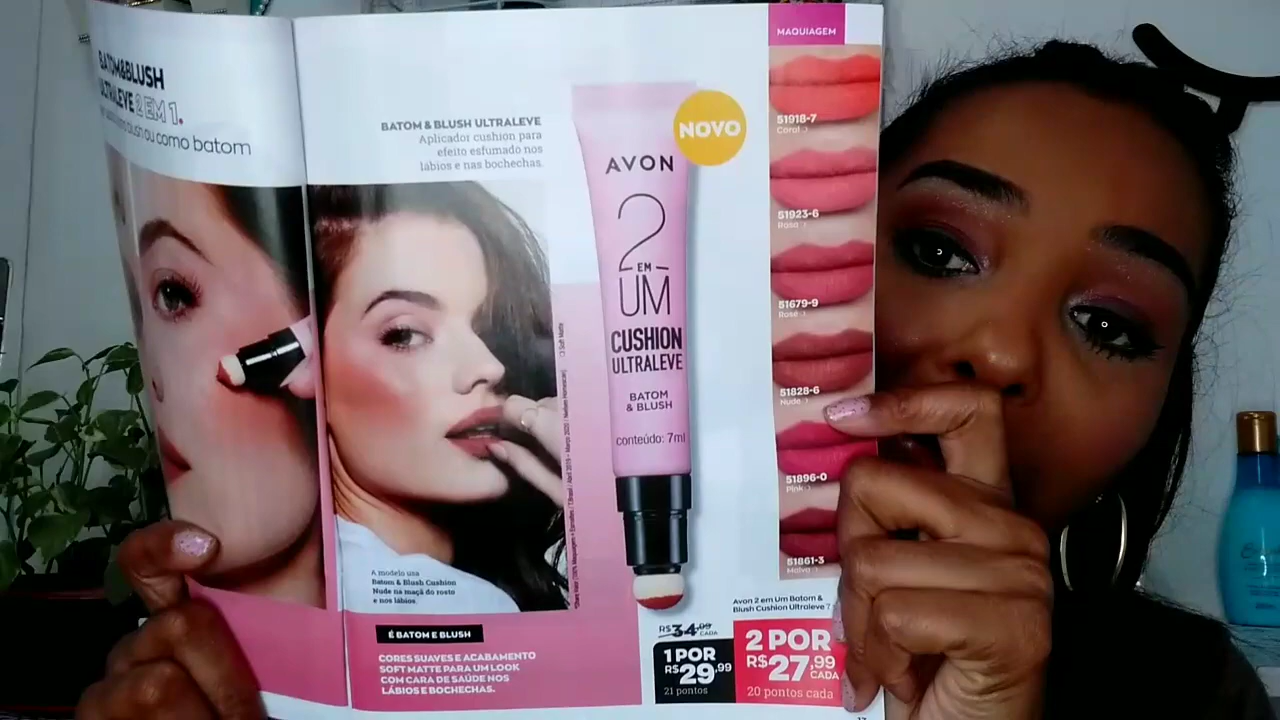 BATOM&BLUSH
ULTRALEVE 2 EM 1.
blush ou como batom
BATOM & BLUSH ULTRALEVE
Aplicador cushion para
efeito esfumado nos
lábios e nas bochechas.
A modelo usa
Batom & Blush Cushion
Nude na maçã do rosto
e nos lábios.
É BATOM E BLUSH
CORES SUAVES E ACABAMENTO
SOFT MATTE PARA UM LOOK
COM CARA DE SAÚDE NOS
LÁBIOS E BOCHECHAS.
NOVO
AVON
2
EM
UM
CUSHION
ULTRALEVE
BATOM
& BLUSH
conteúdo: 7ml
MAQUIAGEM
51918-7
Coral
51923-6
Rosa
51679-9
Rosé
51828-6
Nude
51896-0
Pink
51861-3
Malva
Avon 2 em Um Batom &
Blush Cushion Ultraleve 7
R$34,99
CADA
1 POR
R$29,99
21 pontos
2 POR
R$27,99
CADA
20 pontos cada